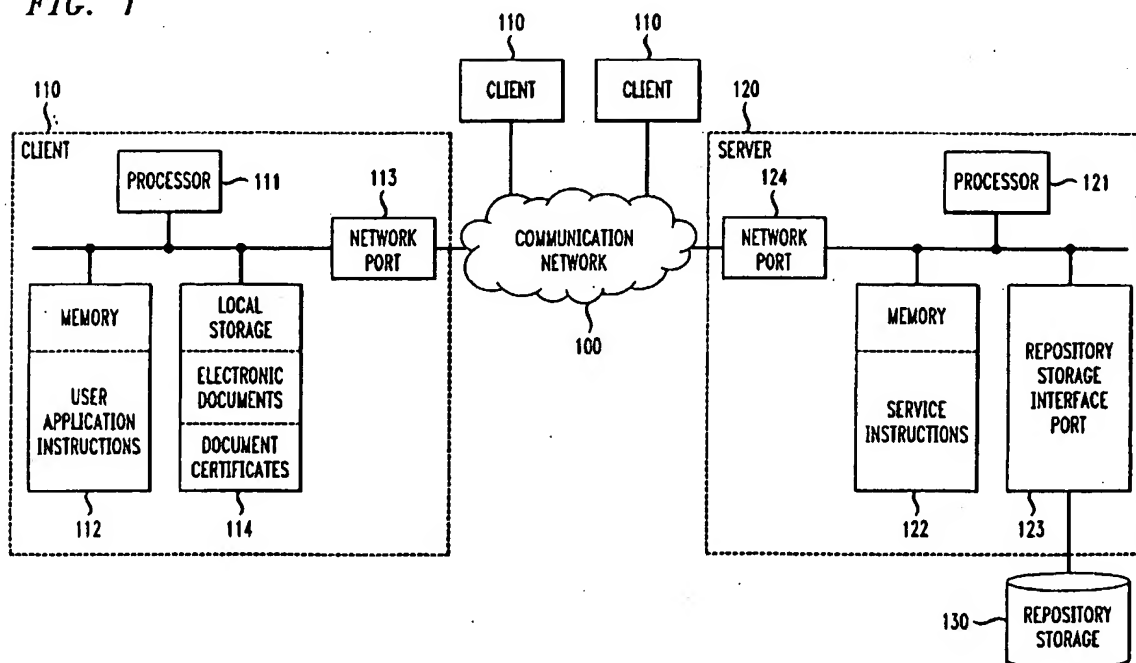 FIG. 1
110
CLIENT
110
CLIENT
110
CLIENT
PROCESSOR
111
113
NETWORK
PORT
MEMORY
USER
APPLICATION
INSTRUCTIONS
112
LOCAL
STORAGE
ELECTRONIC
DOCUMENTS
DOCUMENT
CERTIFICATES
114
COMMUNICATION
NETWORK
100
120
SERVER
124
NETWORK
PORT
PROCESSOR
121
MEMORY
SERVICE
INSTRUCTIONS
122
REPOSITORY
STORAGE
INTERFACE
PORT
123
130
REPOSITORY
STORAGE